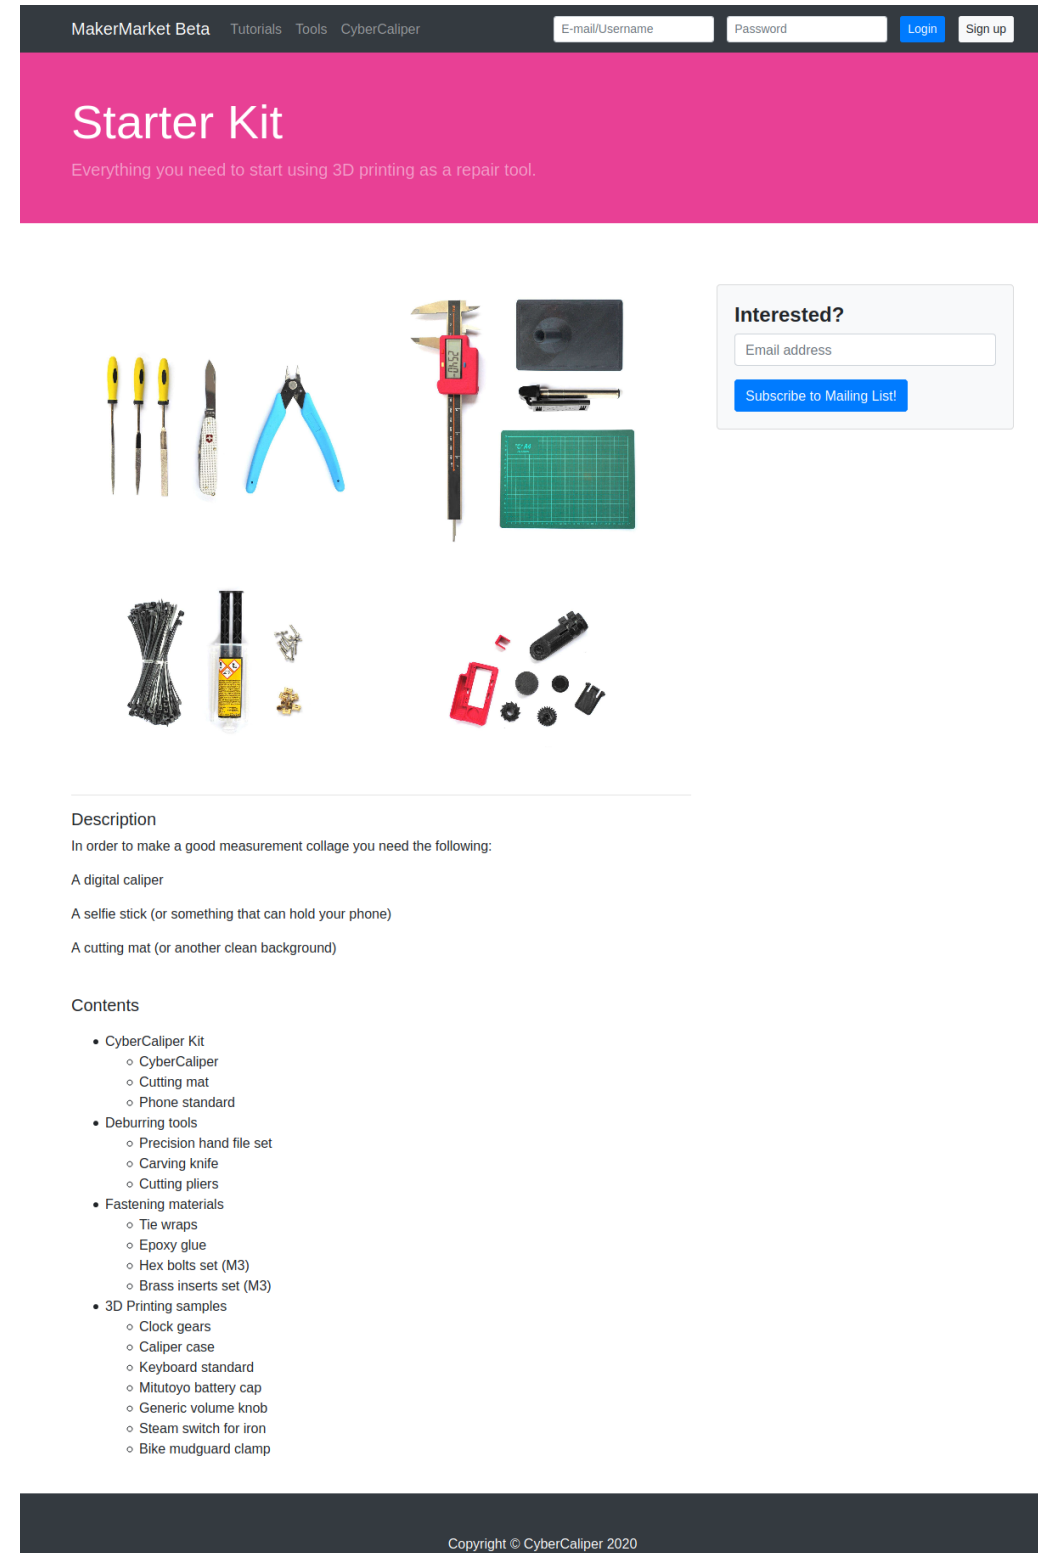 MakerMarket Beta Tutorials Tools CyberCaliper E-mail/Username Password Login Sign up
Starter Kit
Everything you need to start using 3D printing as a repair tool.
Interested?
Email address
Subscribe to Mailing List!
Description
In order to make a good measurement collage you need the following:
A digital caliper
A selfie stick (or something that can hold your phone)
A cutting mat (or another clean background)
Contents
CyberCaliper Kit
CyberCaliper
Cutting mat
Phone standard
Deburring tools
Precision hand file set
Carving knife
Cutting pliers
Fastening materials
Tie wraps
Epoxy glue
Hex bolts set (M3)
Brass inserts set (M3)
3D Printing samples
Clock gears
Caliper case
Keyboard standard
Mitutoyo battery cap
Generic volume knob
Steam switch for iron
Bike mudguard clamp
Copyright © CyberCaliper 2020